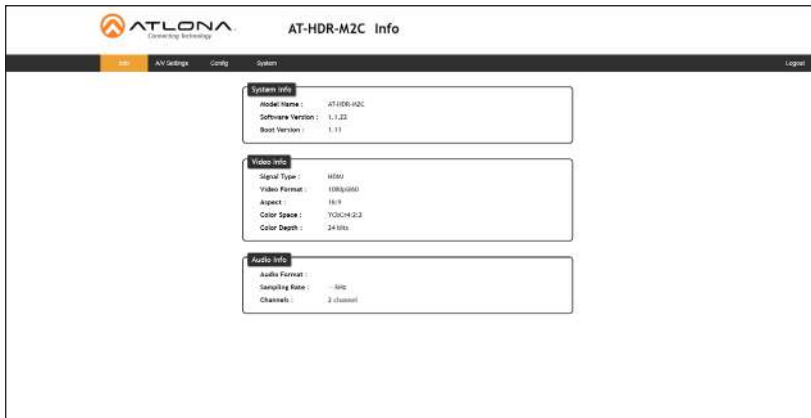 ATLONA
Connecting Technology
AT-HDR-M2C Info
Info A/V Settings Config System Logout
System Info
Model Name : AT-HDR-M2C
Software Version : 1.1.22
Boot Version : 1.11
Video Info
Signal Type : HDMI
Video Format : 1080p@60
Aspect : 16:9
Color Space : YCbCr4:2:2
Color Depth : 24 bits
Audio Info
Audio Format :
Sampling Rate : -- kHz
Channels : 2 channel